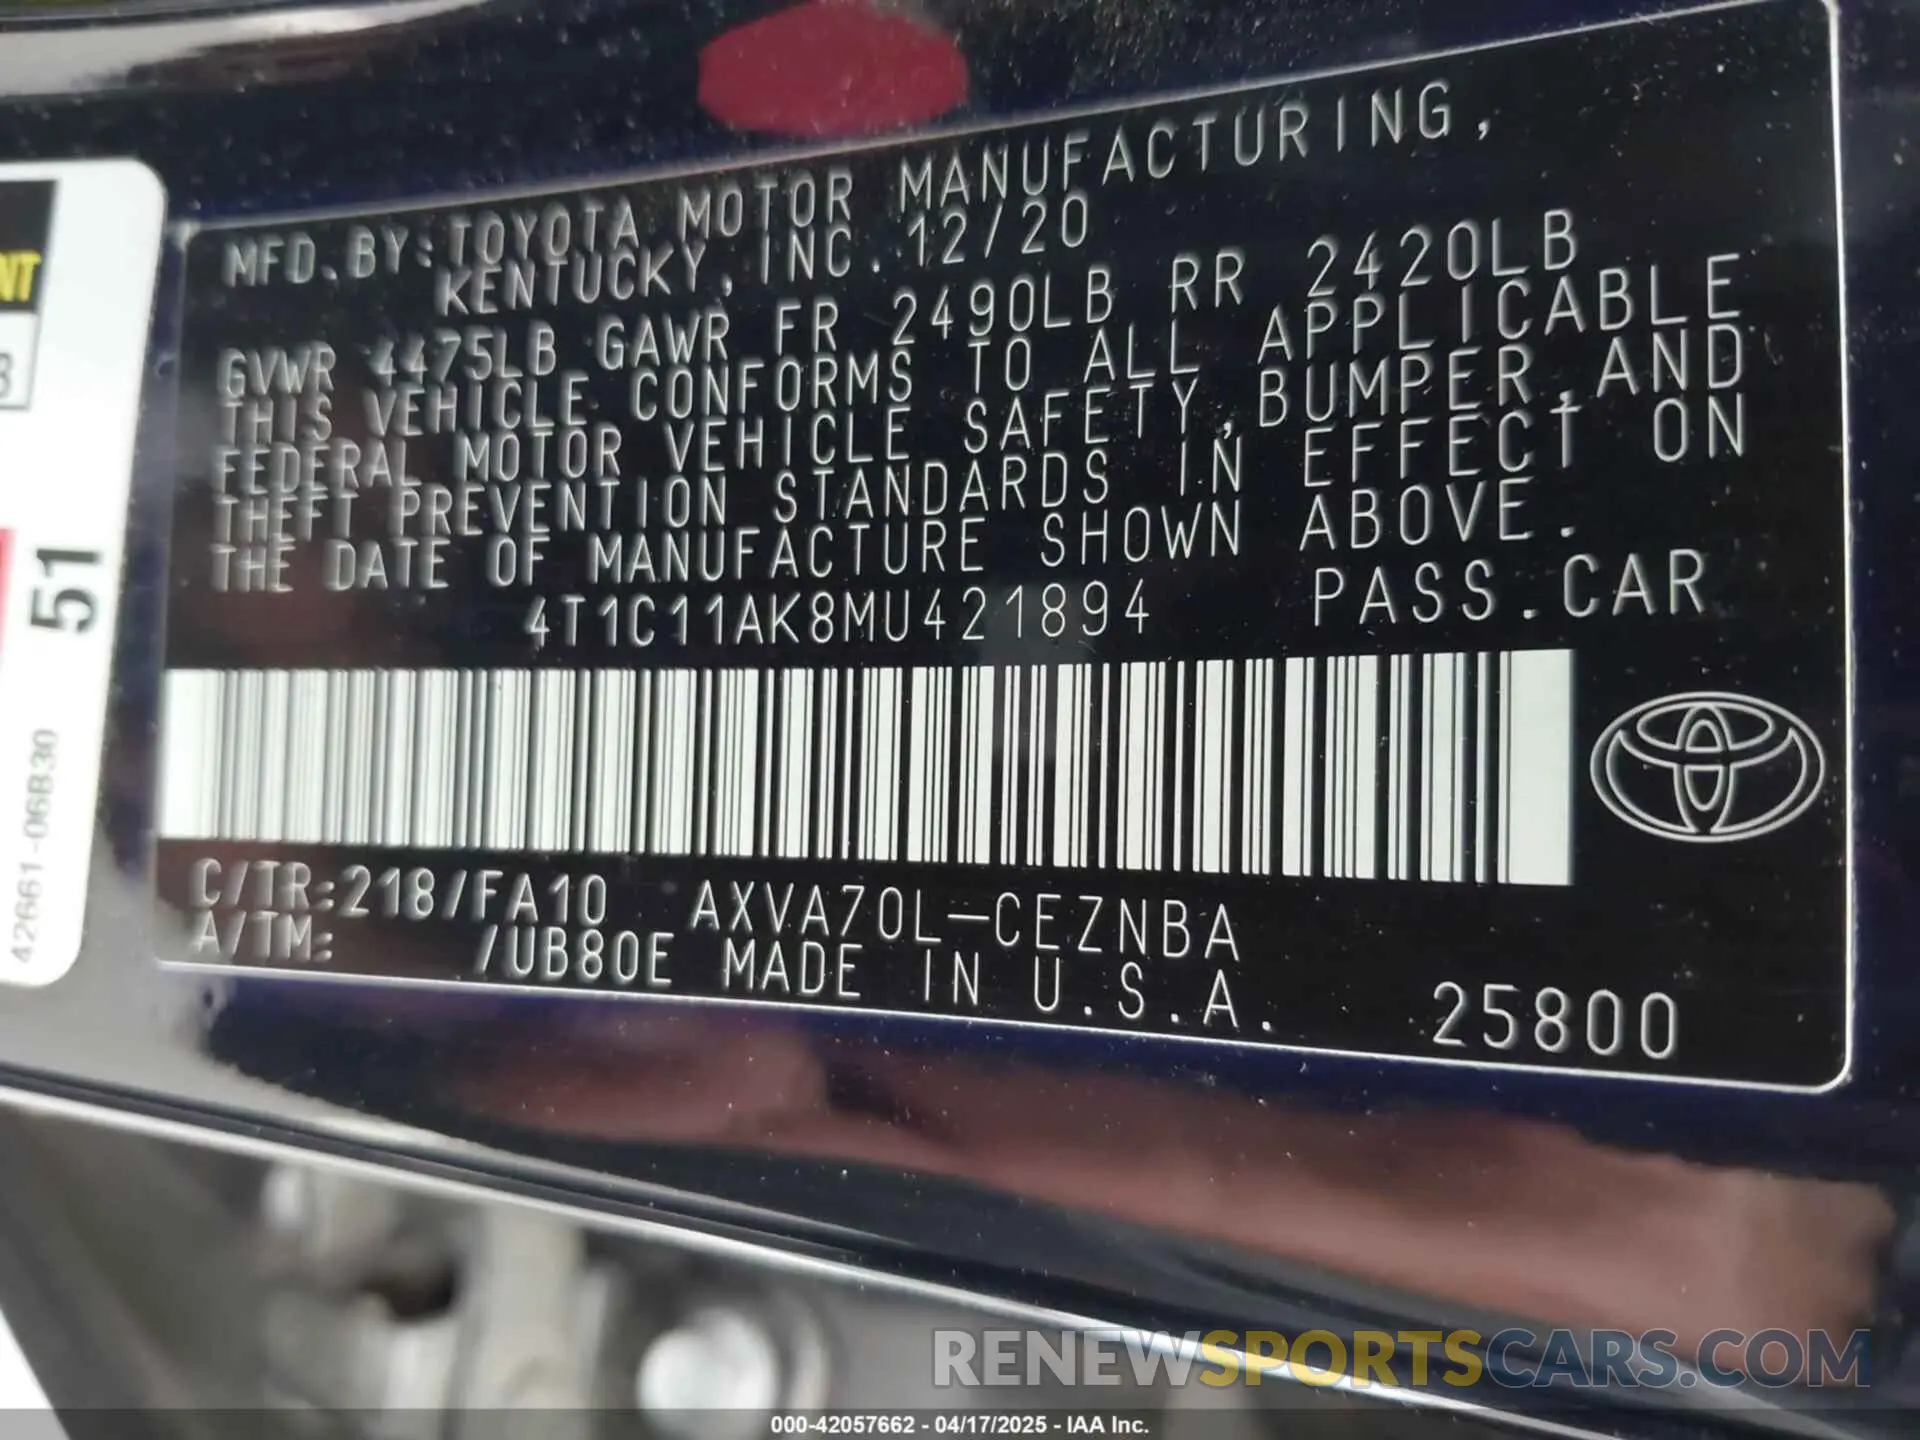 MFD. BY: TOYOTA MOTOR MANUFACTURING,
KENTUCKY, INC. 12/20
GVWR 4475LB GAWR FR 2490LB RR 2420LB
THIS VEHICLE CONFORMS TO ALL APPLICABLE
FEDERAL MOTOR VEHICLE SAFETY, BUMPER, AND
THEFT PREVENTION STANDARDS IN EFFECT ON
THE DATE OF MANUFACTURE SHOWN ABOVE.
4T1C11AK8MU421894 PASS. CAR
C/TR: 218/FA10 AXVA70L-CEZNBA
A/TM: /UB80E MADE IN U.S.A. 25800
NT
3
51
42661-06B30
RENEWSPORTSCARS.COM
000-42057662 - 04/17/2025 - IAA Inc.